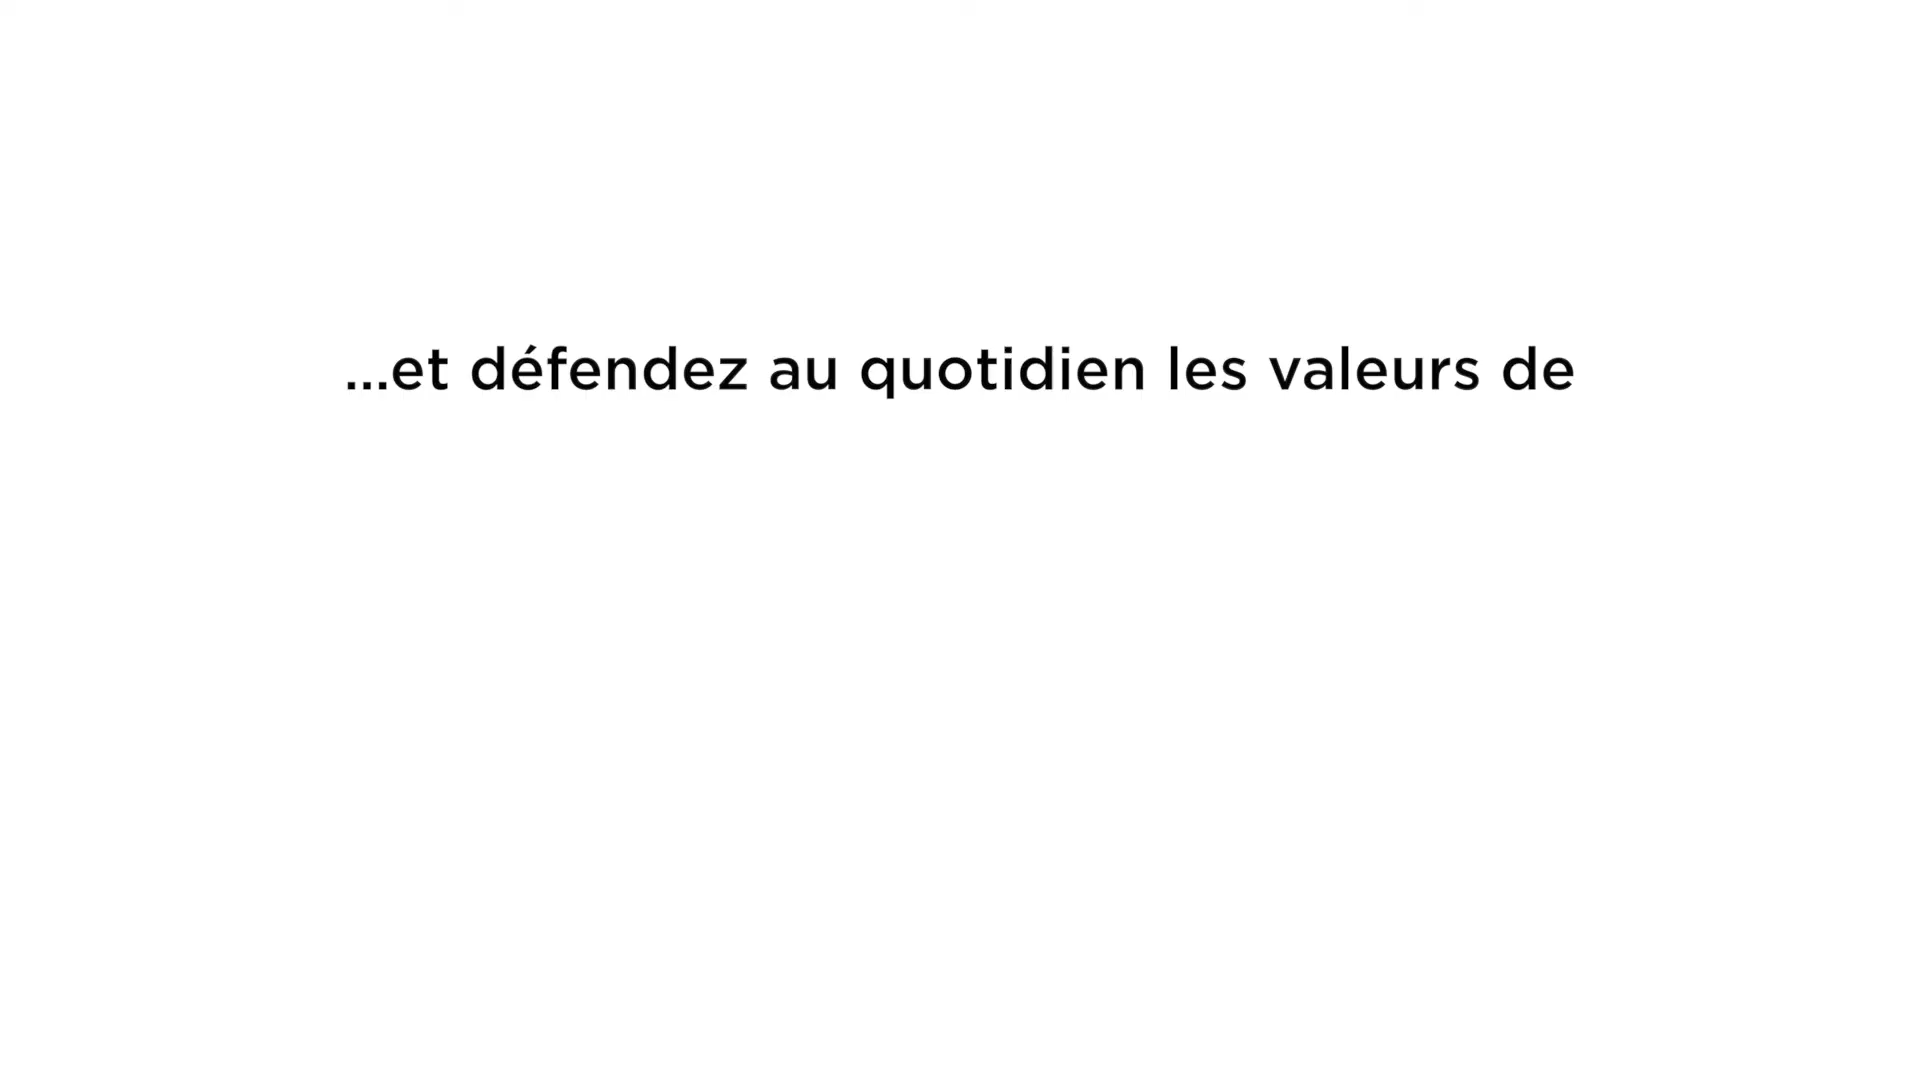 ...et défendez au quotidien les valeurs de